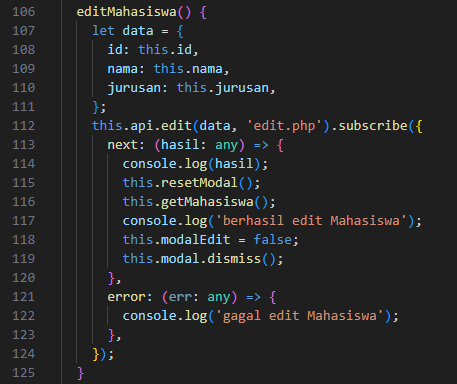 106 editMahasiswa() {
107 let data = {
108 id: this.id,
109 nama: this.nama,
110 jurusan: this.jurusan,
111 };
112 this.api.edit(data, 'edit.php').subscribe({
113 next: (hasil: any) => {
114 console.log(hasil);
115 this.resetModal();
116 this.getMahasiswa();
117 console.log('berhasil edit Mahasiswa');
118 this.modalEdit = false;
119 this.modal.dismiss();
120 },
121 error: (err: any) => {
122 console.log('gagal edit Mahasiswa');
123 },
124 });
125 }